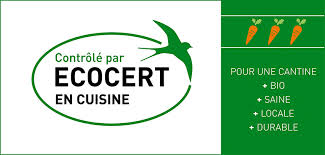 Contrôlé par
ECOCERT
EN CUISINE
POUR UNE CANTINE
+ BIO
+ SAINE
+ LOCALE
+ DURABLE